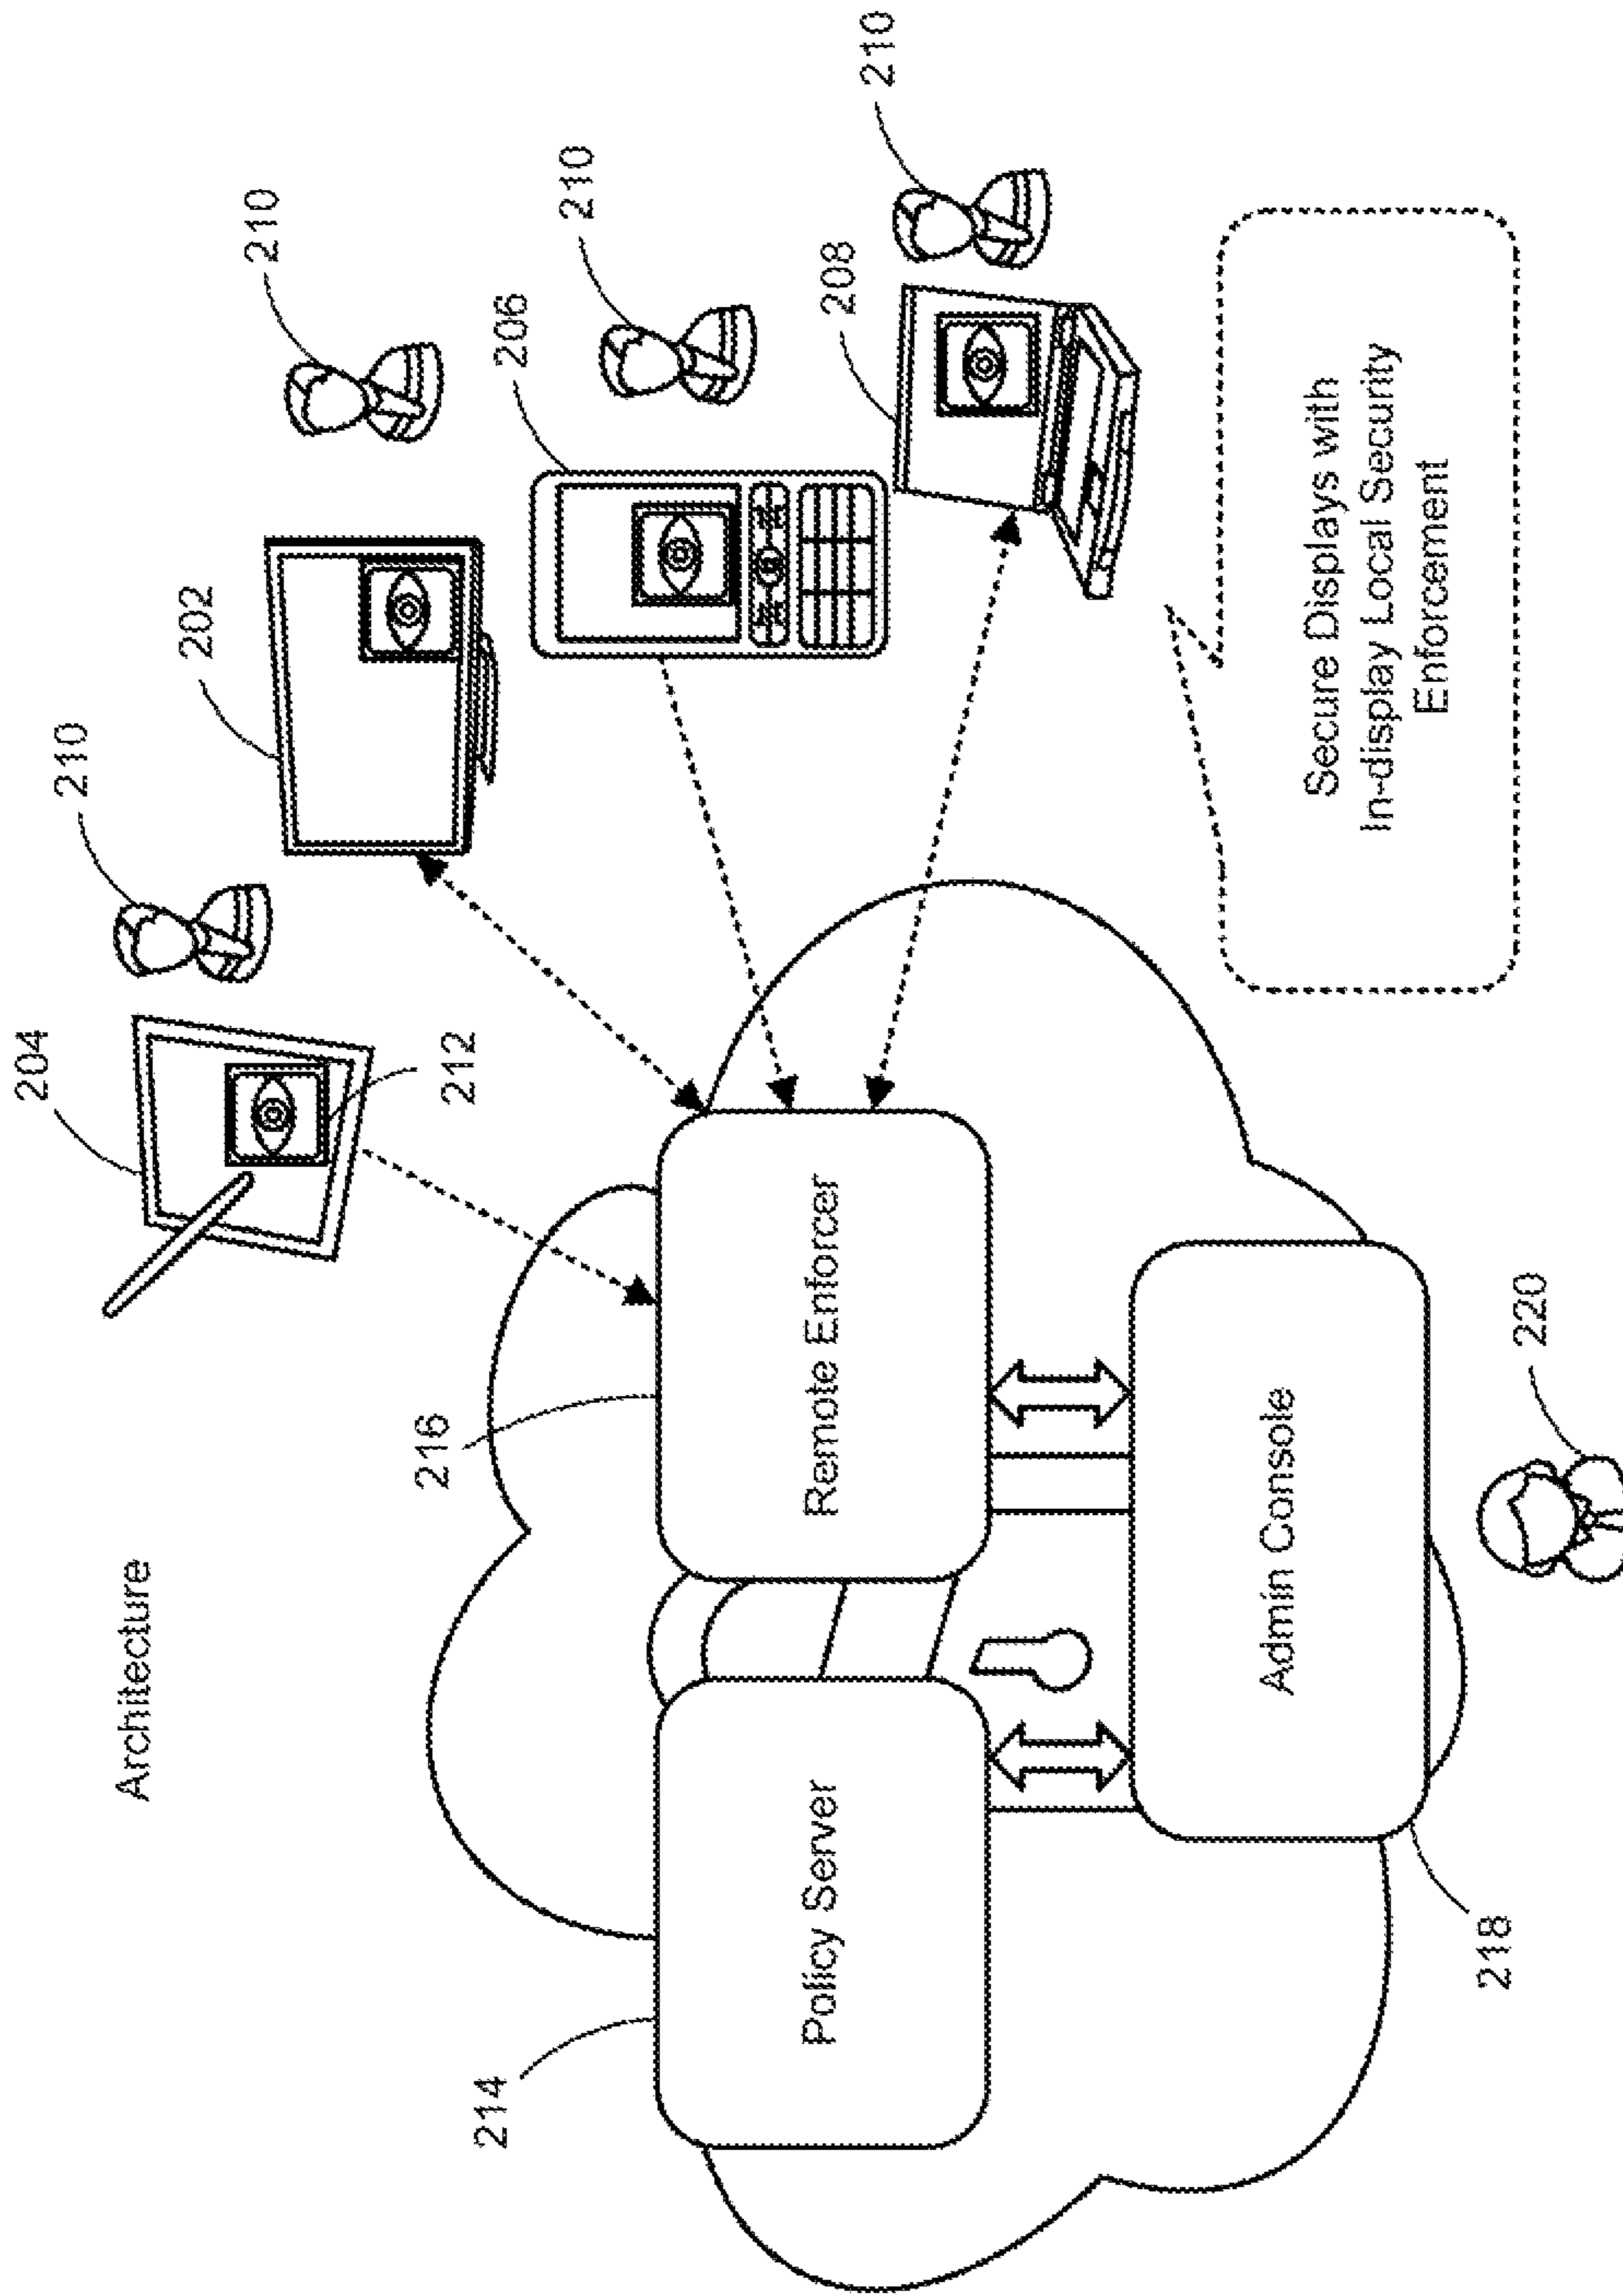 Architecture
204
210
202
210
212
206
210
216
208
210
214
Policy Server
Remote Enforcer
Admin Console
218
220
Secure Displays with
In-display Local Security
Enforcement